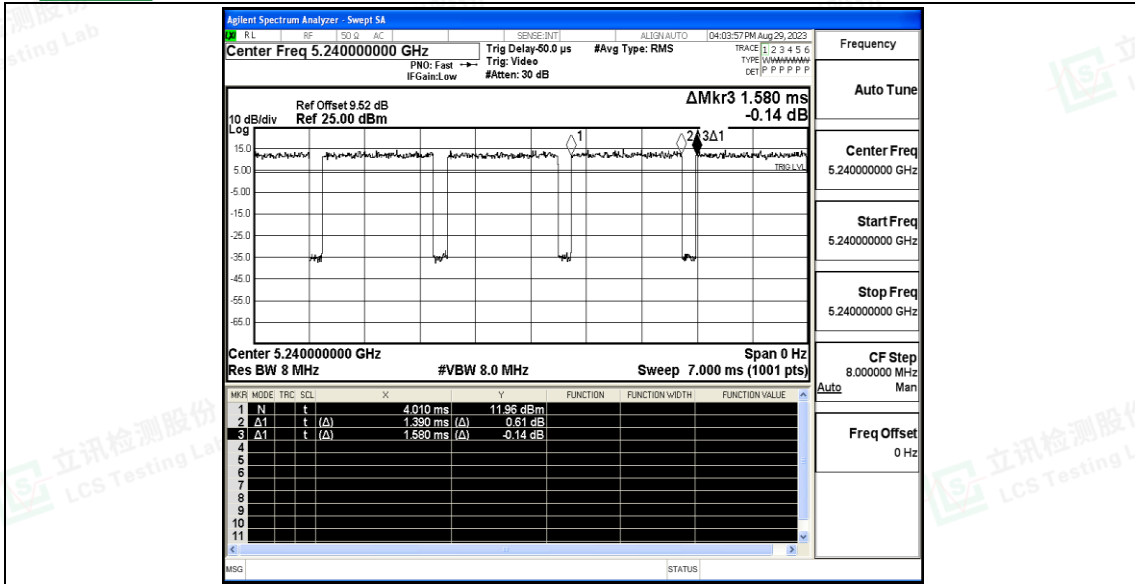 Agilent Spectrum Analyzer - Swept SA
LXI RL RF 50 Ω AC SENSE:INT ALIGN AUTO 04:03:57 PM Aug 29, 2023
Center Freq 5.240000000 GHz
PNO: Fast
IFGain:Low
Trig Delay-50.0 µs
Trig: Video
#Atten: 30 dB
#Avg Type: RMS
TRACE 1 2 3 4 5 6
TYPE
DET P P P P P P
Ref Offset 9.52 dB
10 dB/div Ref 25.00 dBm
Log
ΔMkr3 1.580 ms
-0.14 dB
1 2Δ 3Δ1
15.0
5.00
TRIG LVL
-5.00
-15.0
-25.0
-35.0
-45.0
-55.0
-65.0
Center 5.240000000 GHz Span 0 Hz
Res BW 8 MHz #VBW 8.0 MHz Sweep 7.000 ms (1001 pts)
MKR MODE TRC SCL X Y FUNCTION FUNCTION WIDTH FUNCTION VALUE
1 N t 4.010 ms 11.96 dBm
2 Δ1 t (Δ) 1.390 ms (Δ) 0.61 dB
3 Δ1 t (Δ) 1.580 ms (Δ) -0.14 dB
4
5
6
7
8
9
10
11
MSG STATUS
Frequency
Auto Tune
Center Freq
5.240000000 GHz
Start Freq
5.240000000 GHz
Stop Freq
5.240000000 GHz
CF Step
8.000000 MHz
Auto Man
Freq Offset
0 Hz
立讯检测股份
LCS Testing Lab
立讯检测股份
LCS Testing L